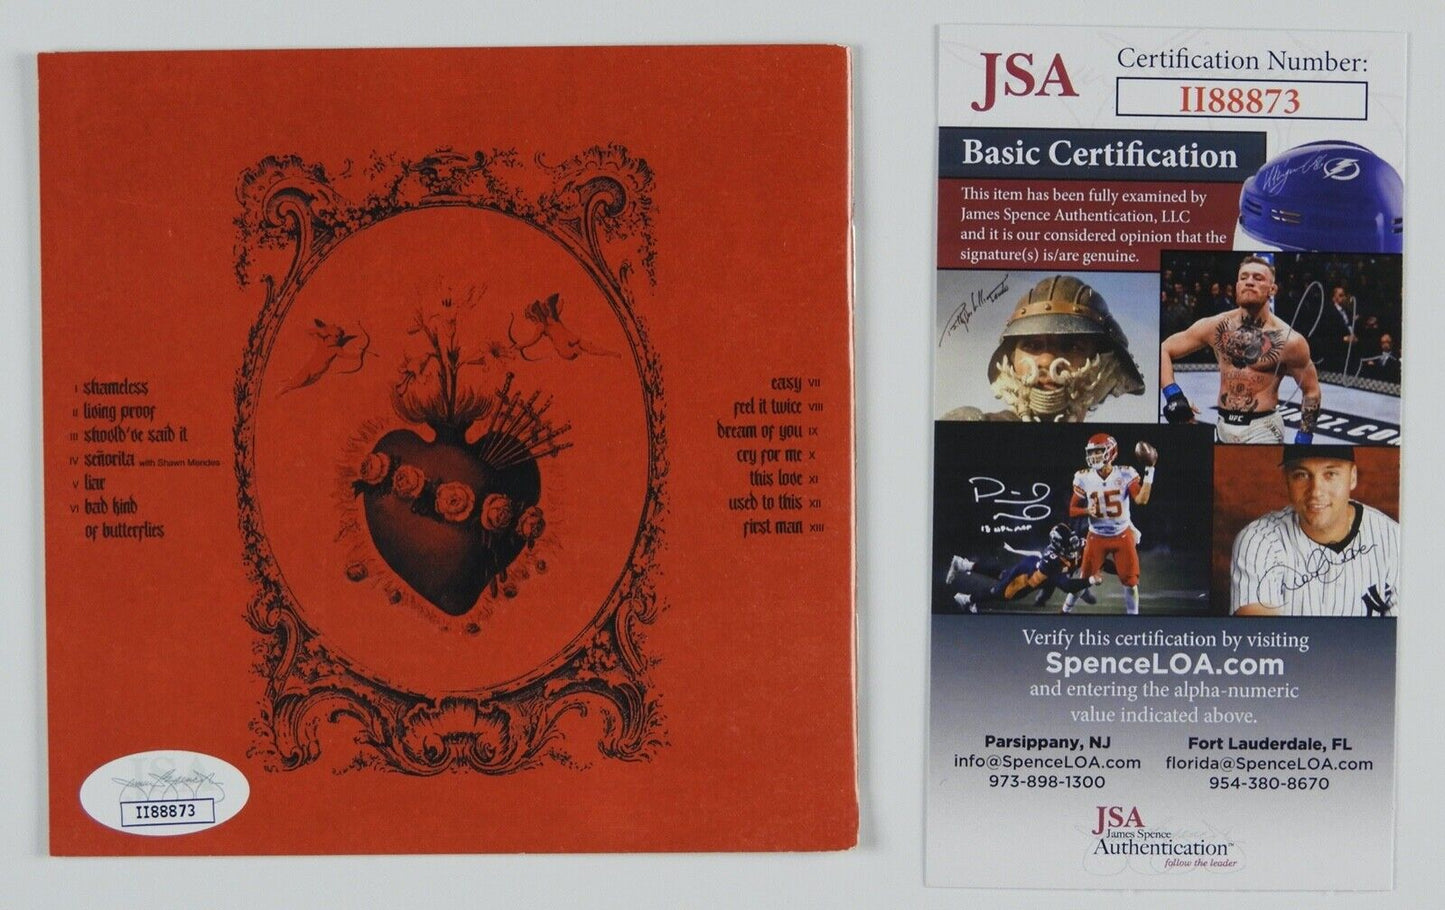 I shameless
II living proof
III should've said it
IV señorita with Shawn Mendes
V liar
VI bad kind
of butterflies
easy VII
feel it twice VIII
dream of you IX
cry for me X
this love XI
used to this XII
first man XIII
II88873
JSA
Certification Number:
II88873
Basic Certification
This item has been fully examined by
James Spence Authentication, LLC
and it is our considered opinion that the
signature(s) is/are genuine.
UFC
15
Verify this certification by visiting
SpenceLOA.com
and entering the alpha-numeric
value indicated above.
Parsippany, NJ
info@SpenceLOA.com
973-898-1300
Fort Lauderdale, FL
florida@SpenceLOA.com
954-380-8670
JSA
James Spence
Authentication™
follow the leader